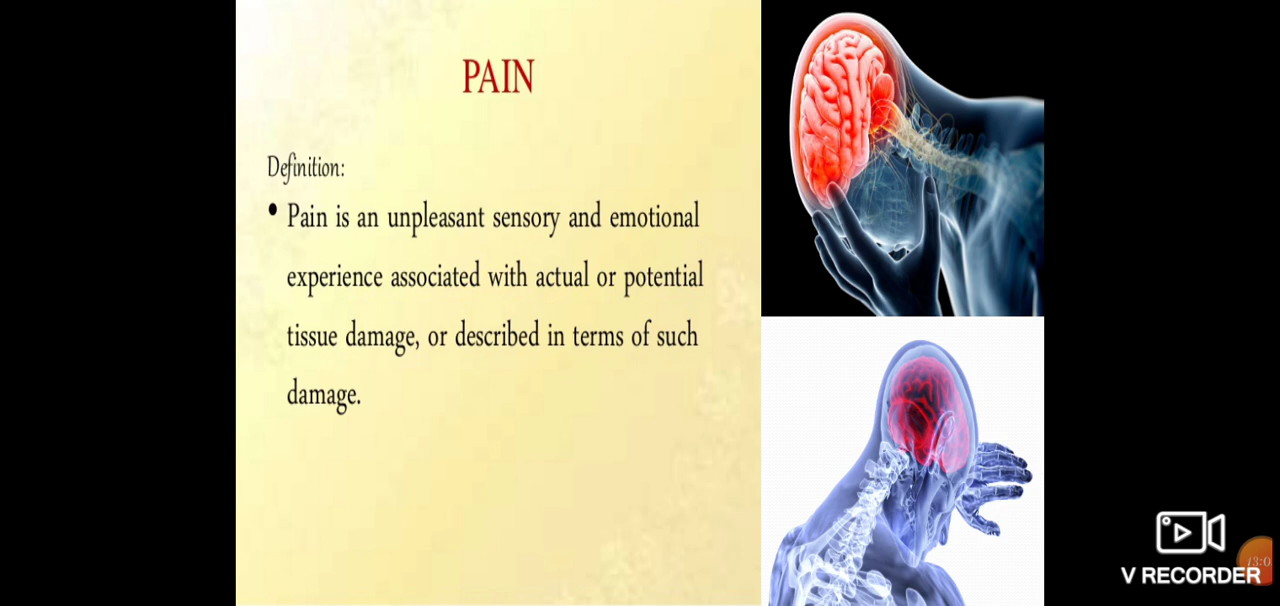 PAIN
Definition:
• Pain is an unpleasant sensory and emotional
experience associated with actual or potential
tissue damage, or described in terms of such
damage.
V RECORDER